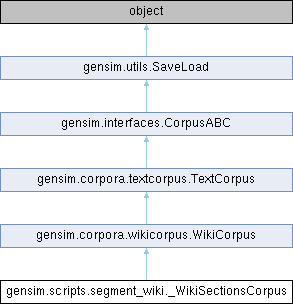 object
gensim.utils.SaveLoad
gensim.interfaces.CorpusABC
gensim.corpora.textcorpus.TextCorpus
gensim.corpora.wikicorpus.WikiCorpus
gensim.scripts.segment_wiki._WikiSectionsCorpus